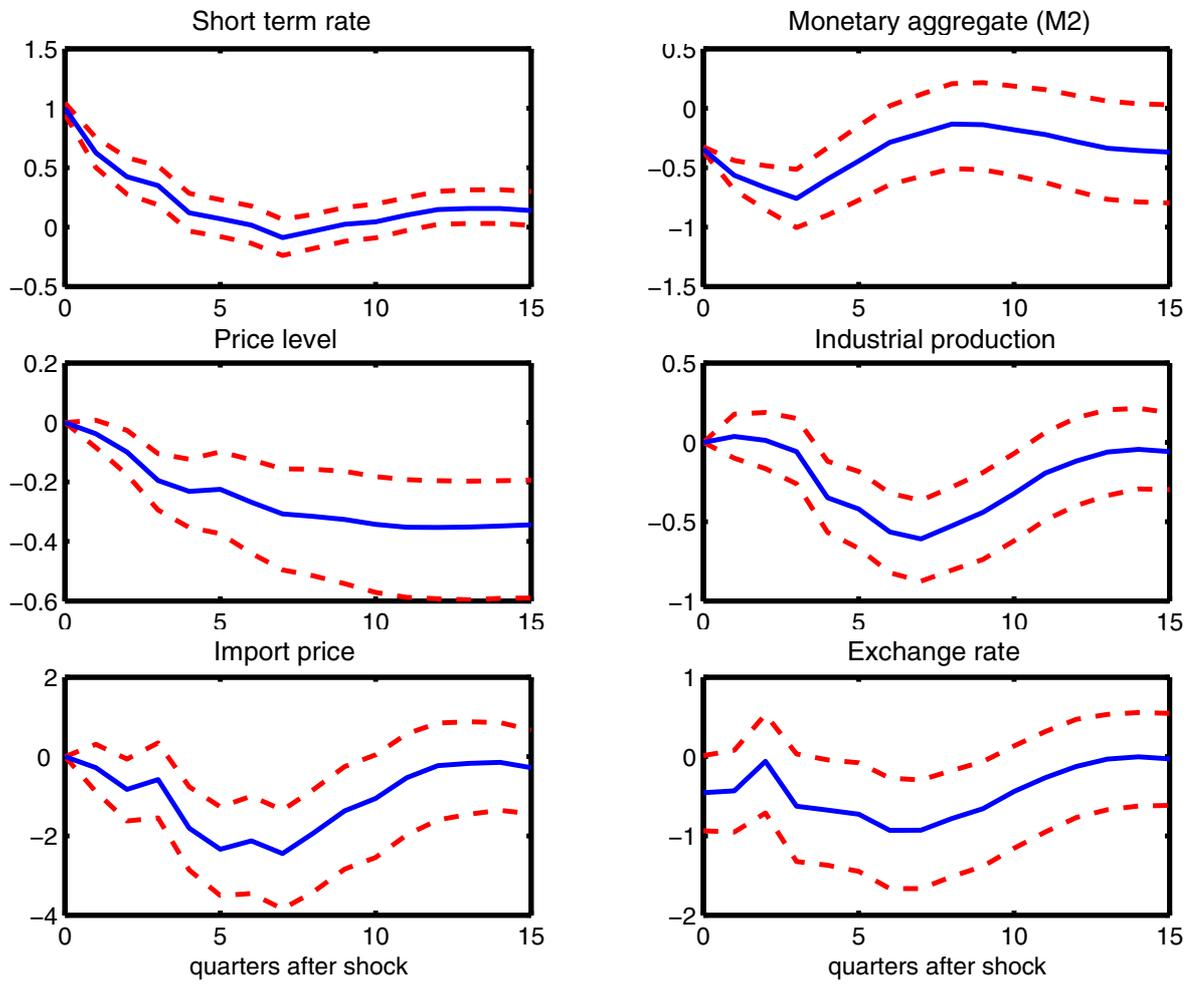 Short term rate
1.5
1
0.5
0
−0.5
0 5 10 15
Monetary aggregate (M2)
0.5
0
−0.5
−1
−1.5
0 5 10 15
Price level
0.2
0
−0.2
−0.4
−0.6
0 5 10 15
Industrial production
0.5
0
−0.5
−1
0 5 10 15
Import price
2
0
−2
−4
0 5 10 15
quarters after shock
Exchange rate
1
0
−1
−2
0 5 10 15
quarters after shock